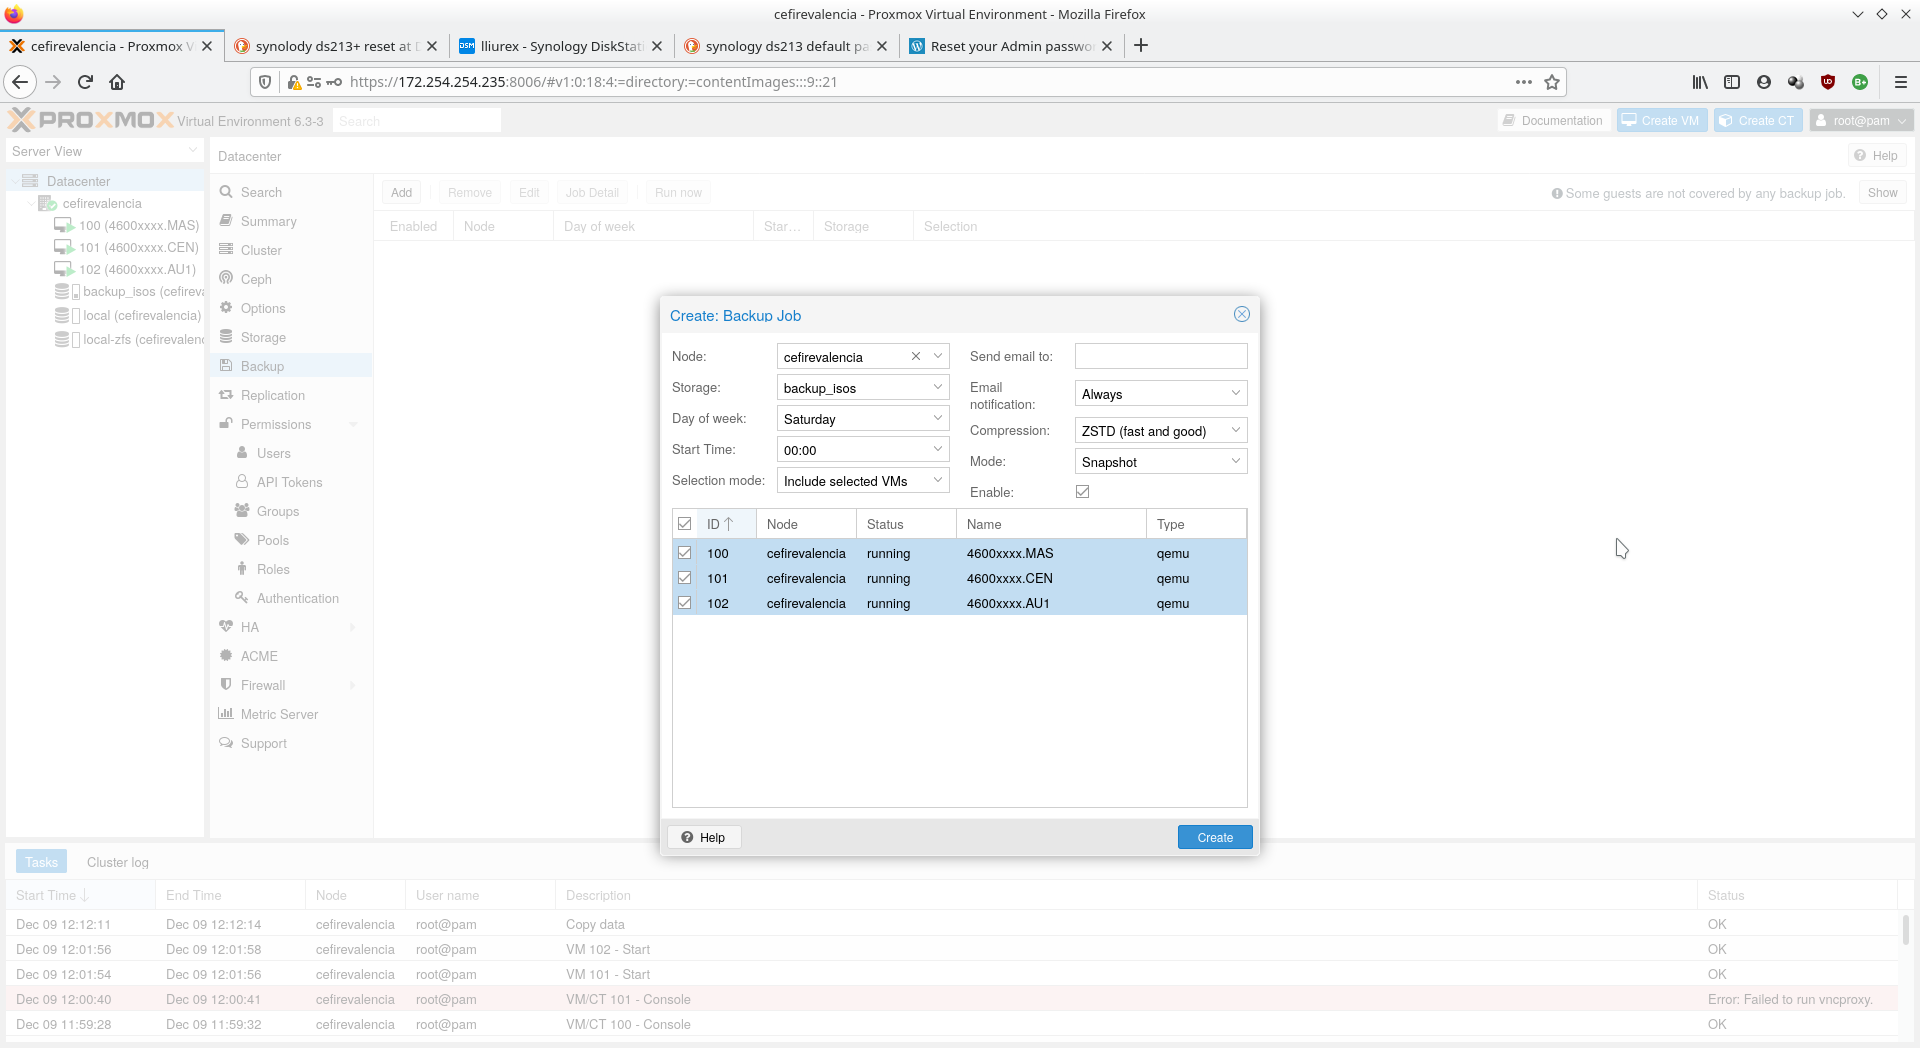 cefirevalencia - Proxmox Virtual Environment - Mozilla Firefox
cefirevalencia - Proxmox V
synolody ds213+ reset at D
DSM lliurex - Synology DiskStati
synology ds213 default pa
Reset your Admin passwo
https://172.254.254.235:8006/#v1:0:18:4:=directory:=contentImages:::9::21
PROXMOX Virtual Environment 6.3-3
Search
Documentation
Create VM
Create CT
root@pam
Server View
Datacenter
Help
Datacenter
cefirevalencia
100 (4600xxxx.MAS)
101 (4600xxxx.CEN)
102 (4600xxxx.AU1)
backup_isos (cefireva
local (cefirevalencia)
local-zfs (cefirevalenc
Search
Summary
Cluster
Ceph
Options
Storage
Backup
Replication
Permissions
Users
API Tokens
Groups
Pools
Roles
Authentication
HA
ACME
Firewall
Metric Server
Support
Add Remove Edit Job Detail Run now
Some guests are not covered by any backup job. Show
Enabled Node Day of week Star... Storage Selection
Create: Backup Job
Node: cefirevalencia
Storage: backup_isos
Day of week: Saturday
Start Time: 00:00
Selection mode: Include selected VMs
Send email to:
Email notification: Always
Compression: ZSTD (fast and good)
Mode: Snapshot
Enable:
ID Node Status Name Type
100 cefirevalencia running 4600xxxx.MAS qemu
101 cefirevalencia running 4600xxxx.CEN qemu
102 cefirevalencia running 4600xxxx.AU1 qemu
Help
Create
Tasks Cluster log
Start Time End Time Node User name Description Status
Dec 09 12:12:11 Dec 09 12:12:14 cefirevalencia root@pam Copy data OK
Dec 09 12:01:56 Dec 09 12:01:58 cefirevalencia root@pam VM 102 - Start OK
Dec 09 12:01:54 Dec 09 12:01:56 cefirevalencia root@pam VM 101 - Start OK
Dec 09 12:00:40 Dec 09 12:00:41 cefirevalencia root@pam VM/CT 101 - Console Error: Failed to run vncproxy.
Dec 09 11:59:28 Dec 09 11:59:32 cefirevalencia root@pam VM/CT 100 - Console OK